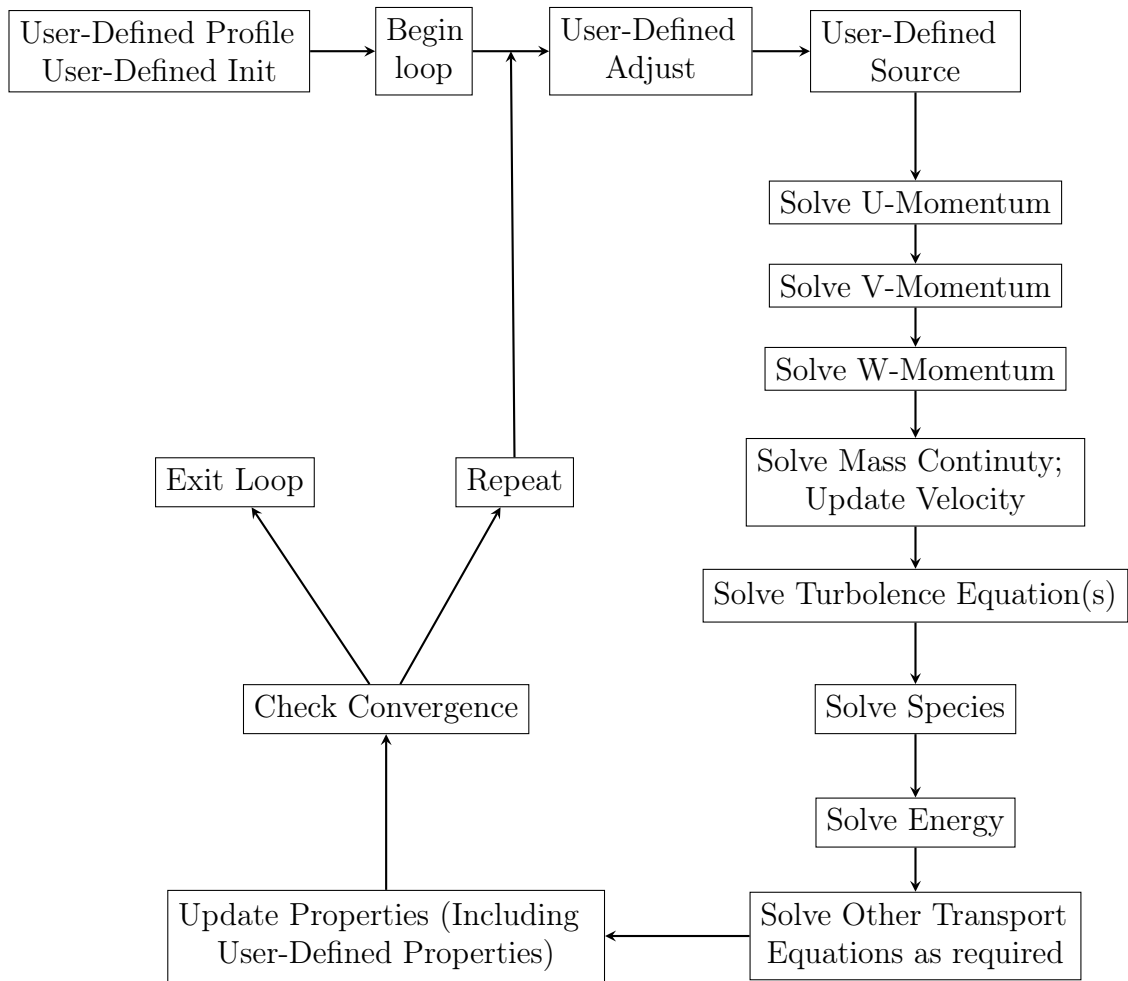 User-Defined Profile
User-Defined Init
Begin
loop
User-Defined
Adjust
User-Defined
Source
Solve U-Momentum
Solve V-Momentum
Solve W-Momentum
Solve Mass Continuty;
Update Velocity
Solve Turbolence Equation(s)
Solve Species
Solve Energy
Solve Other Transport
Equations as required
Update Properties (Including
User-Defined Properties)
Check Convergence
Exit Loop
Repeat